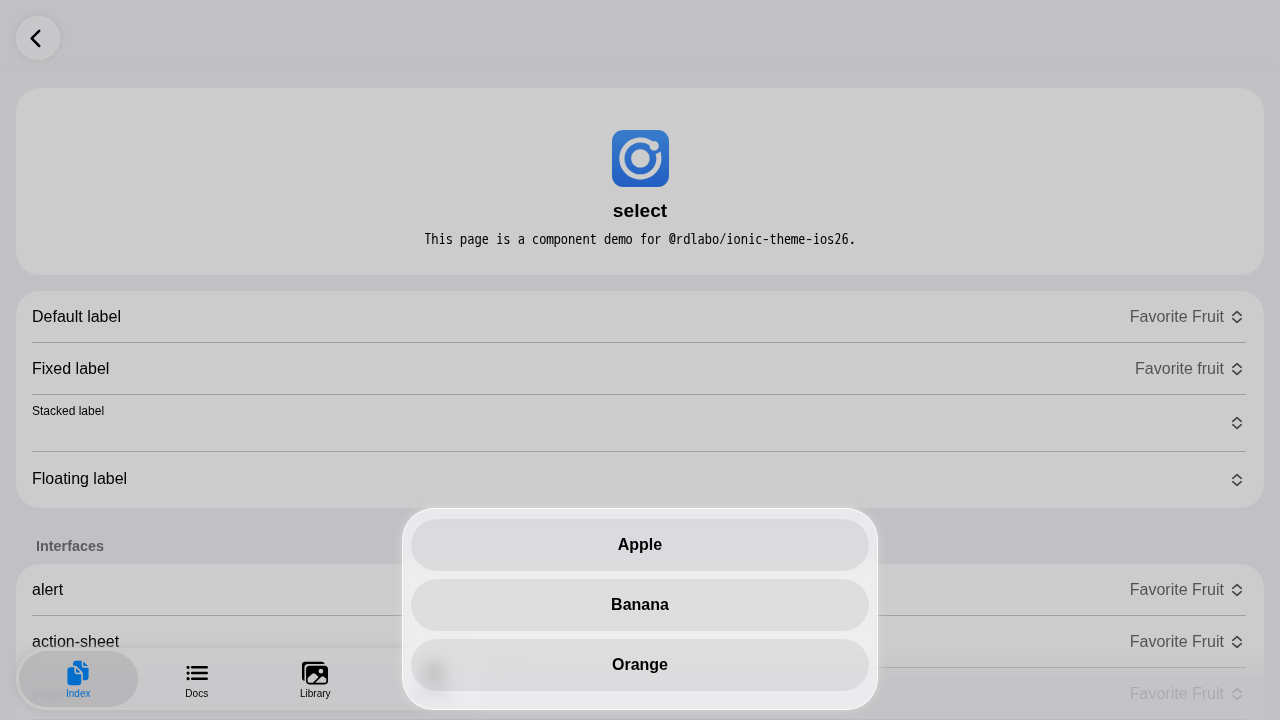 select
This page is a component demo for @rdlabo/ionic-theme-ios26.
Default label Favorite Fruit
Fixed label Favorite fruit
Stacked label
Floating label
Interfaces
alert Favorite Fruit
action-sheet Favorite Fruit
Favorite Fruit
Apple
Banana
Orange
Index
Docs
Library